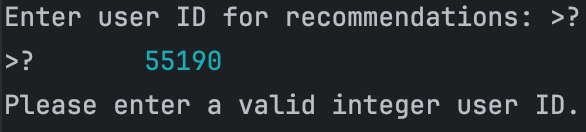 Enter user ID for recommendations: >?
>? 55190
Please enter a valid integer user ID.